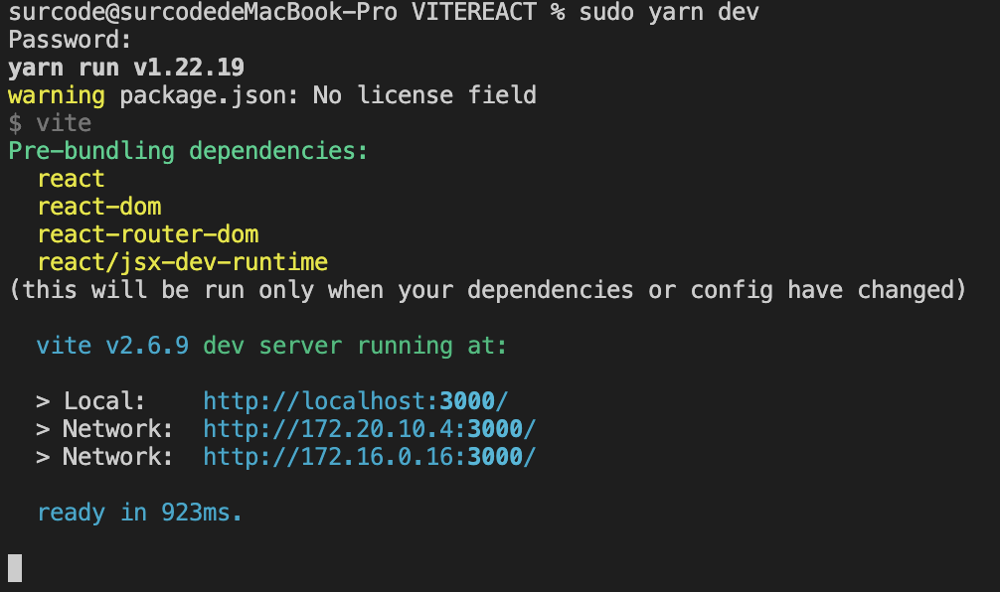 surcode@surcodedeMacBook-Pro VITEREACT % sudo yarn dev
Password:
yarn run v1.22.19
warning package.json: No license field
$ vite
Pre-bundling dependencies:
  react
  react-dom
  react-router-dom
  react/jsx-dev-runtime
(this will be run only when your dependencies or config have changed)

  vite v2.6.9 dev server running at:

  > Local:    http://localhost:3000/
  > Network:  http://172.20.10.4:3000/
  > Network:  http://172.16.0.16:3000/

  ready in 923ms.